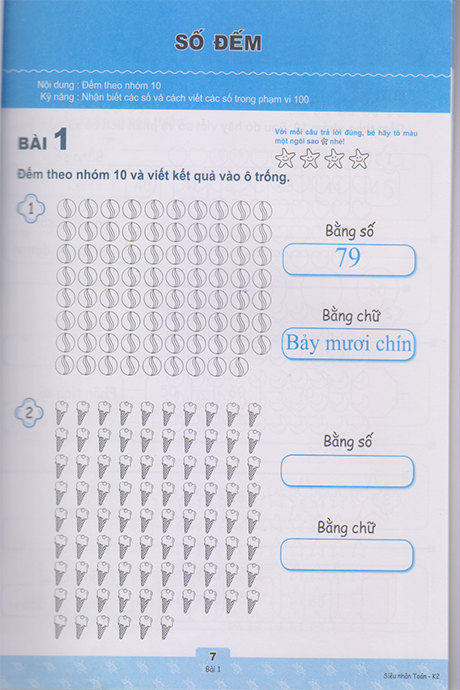 SỐ ĐẾM
Nội dung : Đếm theo nhóm 10
Kỹ năng : Nhận biết các số và cách viết các số trong phạm vi 100
BÀI 1
Với mỗi câu trả lời đúng, bé hãy tô màu
một ngôi sao nhé!
Đếm theo nhóm 10 và viết kết quả vào ô trống.
1
Bằng số
79
Bằng chữ
Bảy mươi chín
2
Bằng số
Bằng chữ
7
Bài 1
Siêu nhân Toán - K2